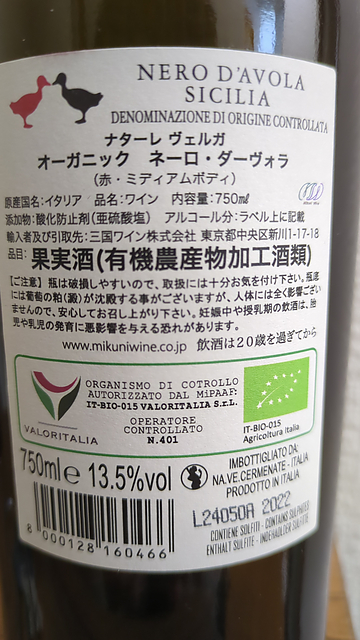 NERO D'AVOLA
SICILIA
DENOMINAZIONE DI ORIGINE CONTROLLATA
ナターレ ヴェルガ
オーガニック ネーロ・ダーヴォラ
(赤・ミディアムボディ)
原産国名:イタリア 品名:ワイン 内容量:750㎖
添加物:酸化防止剤(亜硫酸塩) アルコール分:ラベル上に記載
輸入者及び引取先:三国ワイン株式会社 東京都中央区新川1-17-18
品目: 果実酒(有機農産物加工酒類)
【ご注意】瓶は破損しやすいので、取扱には十分お気を付け下さい。瓶底
には葡萄の粒(澱)が沈殿する事がございますが、人体には全く影響ござい
ませんので、安心してお召し上がり下さい。妊娠中や授乳期の飲酒は、胎
児や乳児の発育に悪影響を与える恐れがあります。
www.mikuniwine.co.jp 飲酒は20歳を過ぎてから
ORGANISMO DI COTROLLO
AUTORIZZATO DAL MiPAAF:
IT-BIO-015 VALORITALIA S.r.L.
OPERATORE
CONTROLLATO
N.401
VALORITALIA
IT-BIO-015
Agricoltura Italia
750ml e 13.5%vol
IMBOTTIGLIATO DA:
NA.VE.CERMENATE - ITALIA
PRODOTTO IN ITALIA
L24050A 2022
CONTIENE SOLFITI - CONTAINS SULPHITES
ENTHALT SULFITE - INDEHOLDER SULFITTER
8 000128 160466